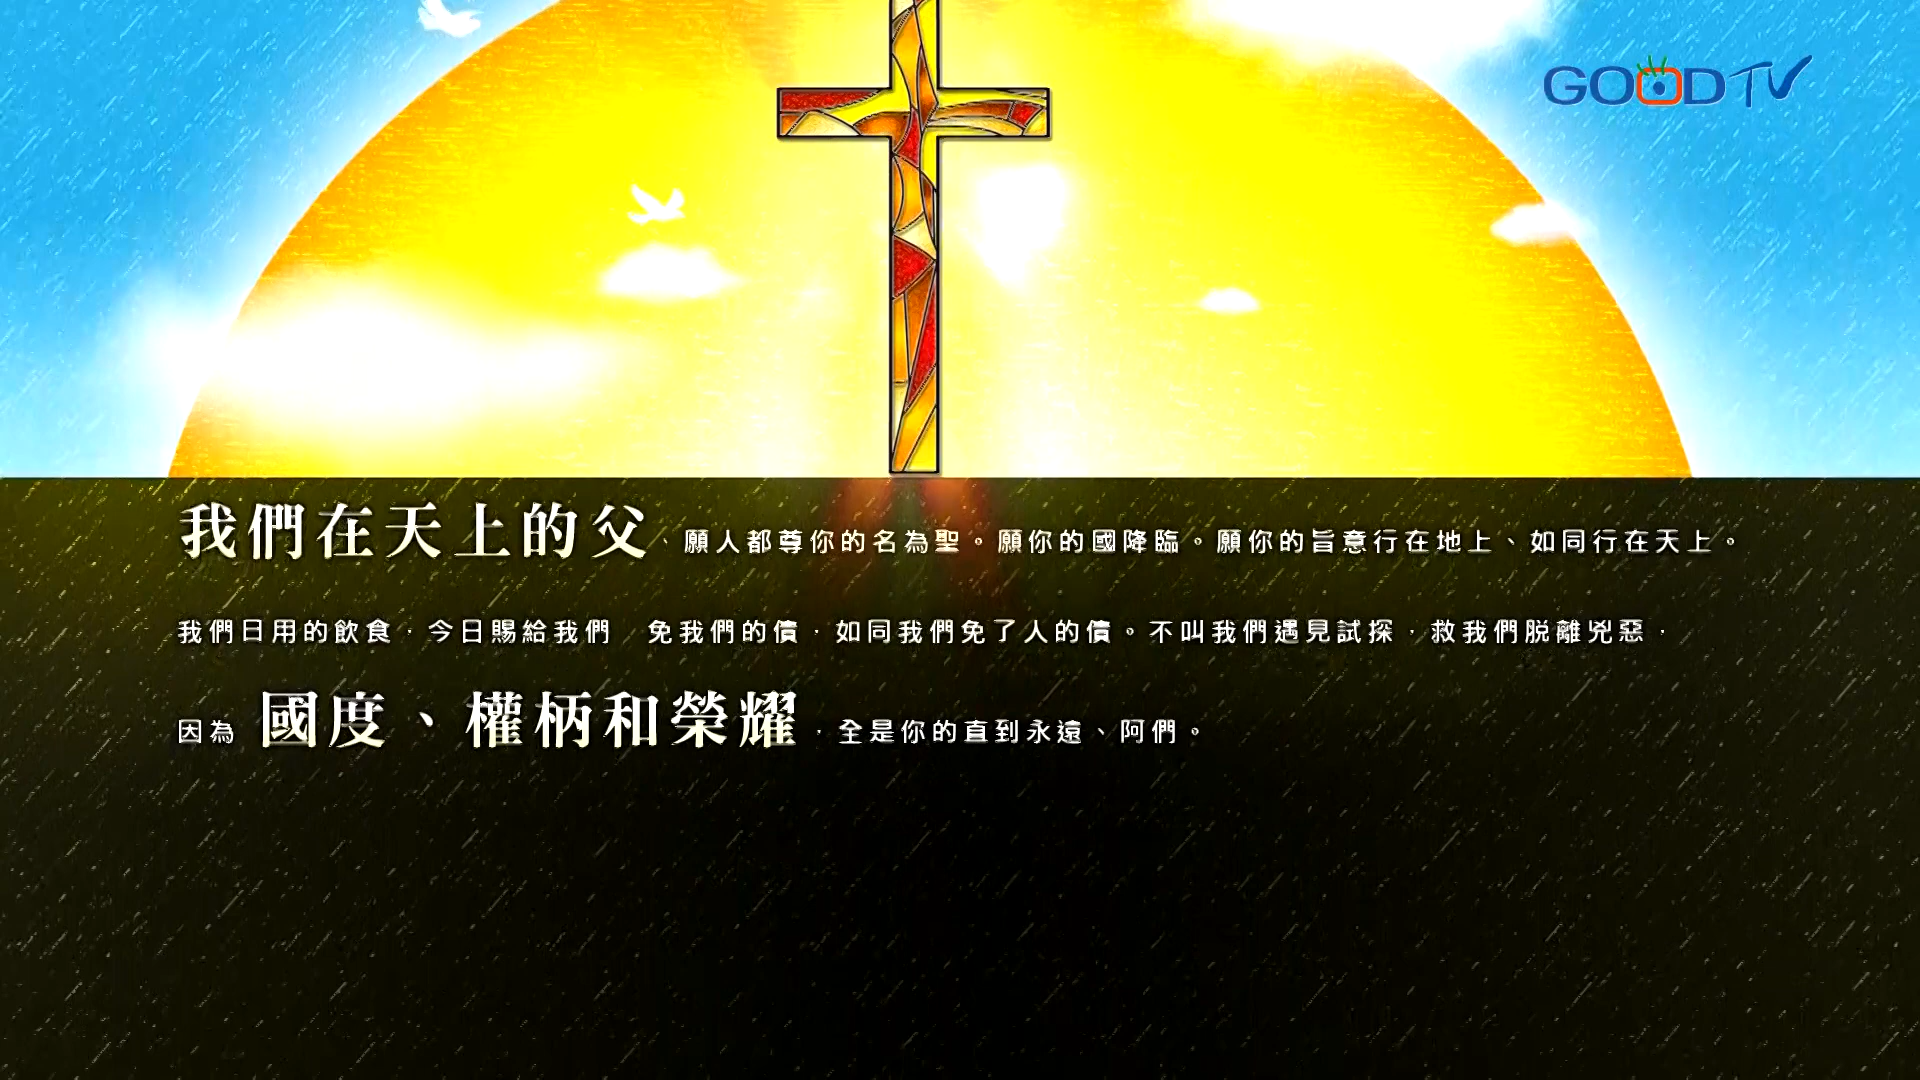 GOODTV
我們在天上的父、願人都尊你的名為聖。願你的國降臨。願你的旨意行在地上、如同行在天上。
我們日用的飲食，今日賜給我們　免我們的債，如同我們免了人的債。不叫我們遇見試探，救我們脫離兇惡，
因為 國度、權柄和榮耀，全是你的直到永遠、阿們。